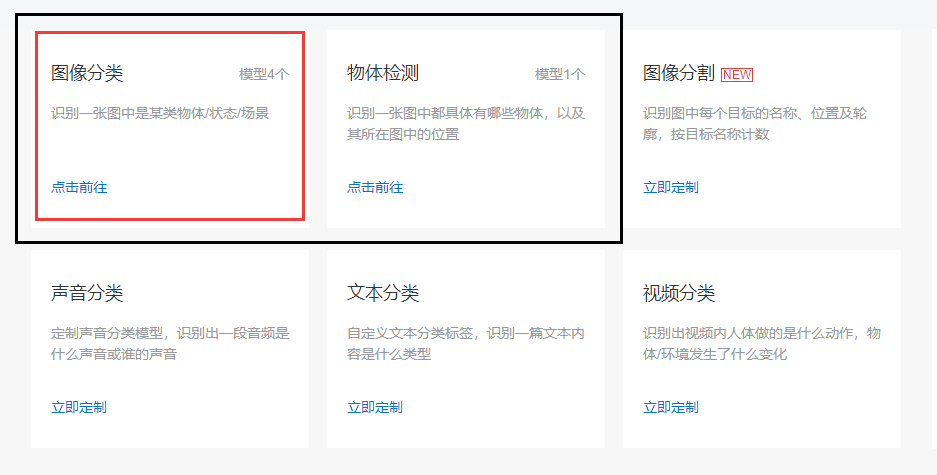 图像分类 模型4个
识别一张图中是某类物体/状态/场景
点击前往
物体检测 模型1个
识别一张图中都具体有哪些物体，以及
其所在图中的位置
点击前往
图像分割 NEW
识别图中每个目标的名称、位置及轮
廓，按目标名称计数
立即定制
声音分类
定制声音分类模型，识别出一段音频是
什么声音或谁的声音
立即定制
文本分类
自定义文本分类标签，识别一篇文本内
容是什么类型
立即定制
视频分类
识别出视频内人体做的是什么动作，物
体/环境发生了什么变化
立即定制